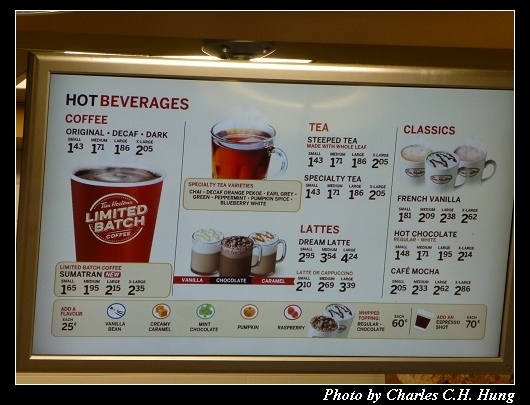 HOT BEVERAGES
COFFEE
ORIGINAL • DECAF • DARK
SMALL MEDIUM LARGE X-LARGE
1.43 1.71 1.86 2.05
Tim Hortons
LIMITED
BATCH
COFFEE
LIMITED BATCH COFFEE
SUMATRAN NEW
SMALL MEDIUM LARGE X-LARGE
1.65 1.95 2.15 2.35
SPECIALTY TEA VARIETIES
CHAI • DECAF ORANGE PEKOE • EARL GREY •
GREEN • PEPPERMINT • PUMPKIN SPICE •
BLUEBERRY WHITE
VANILLA CHOCOLATE CARAMEL
TEA
STEEPED TEA
MADE WITH WHOLE LEAF
SMALL MEDIUM LARGE X-LARGE
1.43 1.71 1.86 2.05
SPECIALTY TEA
SMALL MEDIUM LARGE X-LARGE
1.43 1.71 1.86 2.05
LATTES
DREAM LATTE
SMALL MEDIUM LARGE
2.95 3.54 4.24
LATTE OR CAPPUCCINO
SMALL MEDIUM LARGE
2.10 2.69 3.39
CLASSICS
FRENCH VANILLA
SMALL MEDIUM LARGE X-LARGE
1.81 2.09 2.38 2.62
HOT CHOCOLATE
REGULAR • WHITE
SMALL MEDIUM LARGE X-LARGE
1.48 1.71 1.95 2.14
CAFÉ MOCHA
SMALL MEDIUM LARGE X-LARGE
2.05 2.33 2.62 2.86
ADD A
FLAVOUR
EACH
25¢
VANILLA
BEAN
CREAMY
CARAMEL
MINT
CHOCOLATE
PUMPKIN
RASPBERRY
WHIPPED
TOPPING:
REGULAR •
CHOCOLATE
EACH
60¢
ADD AN
ESPRESSO
SHOT
EACH
70¢
Photo by Charles C.H. Hung